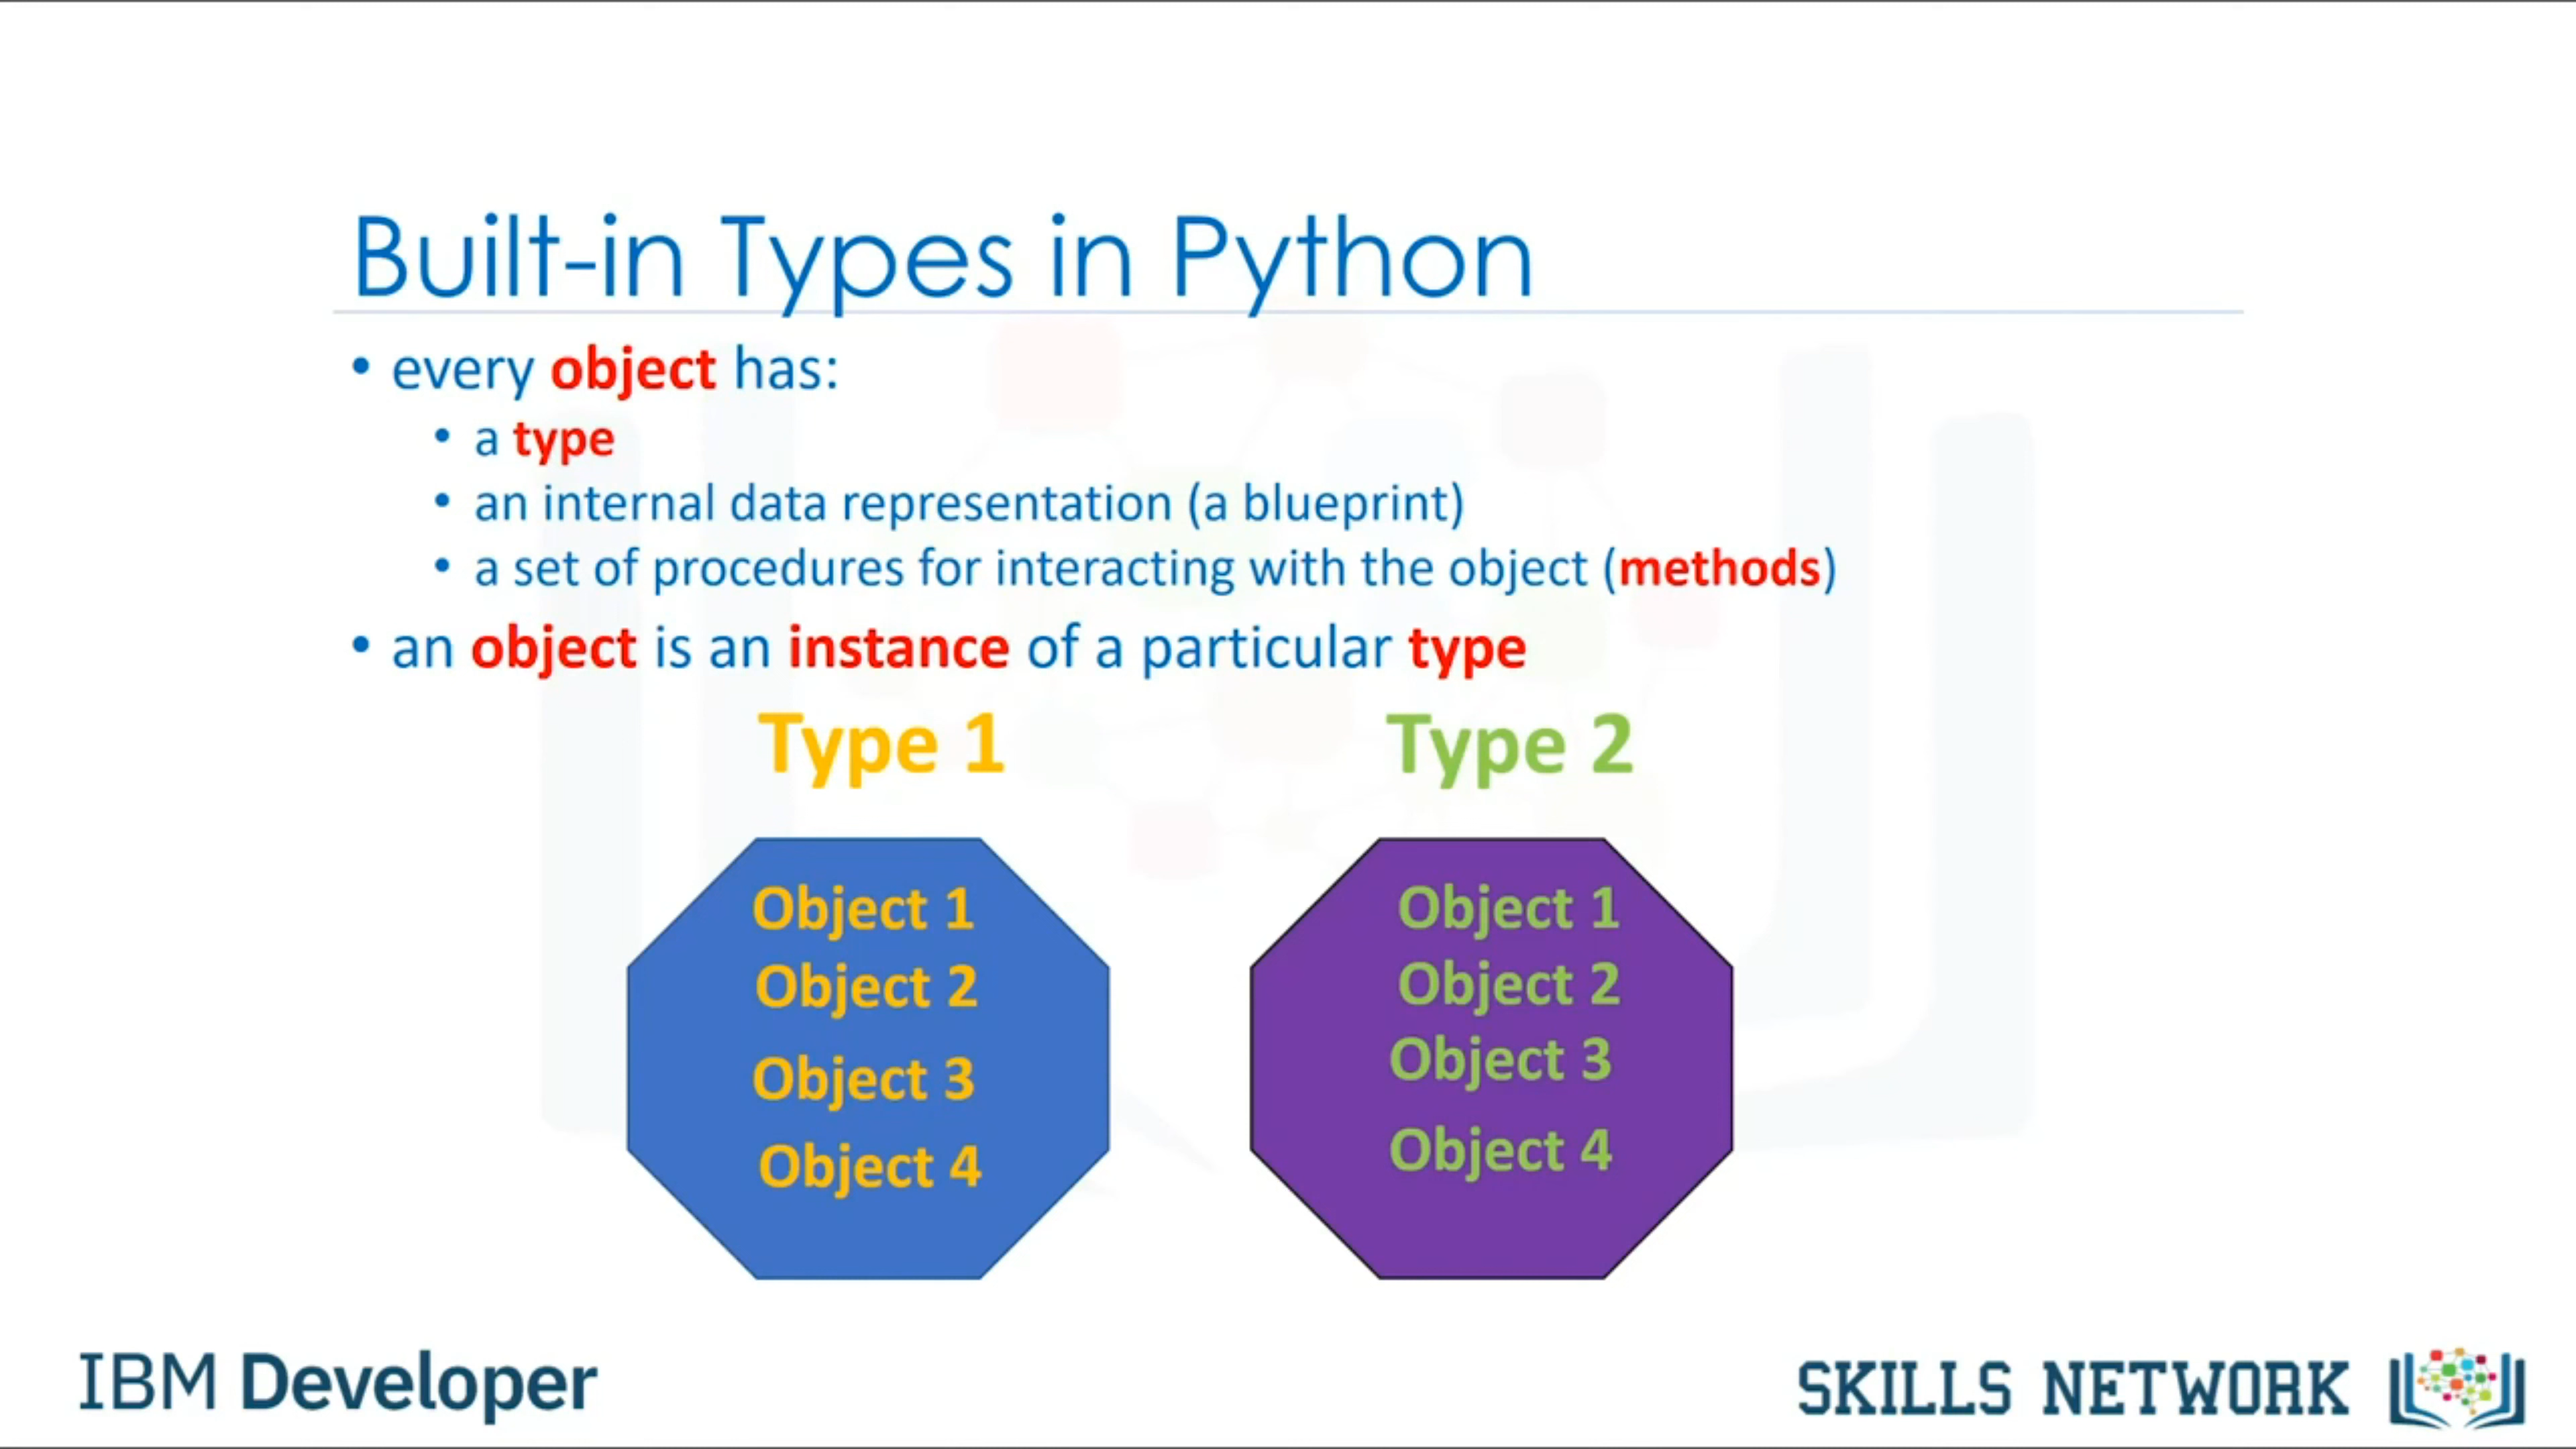 Built-in Types in Python
• every object has:
• a type
• an internal data representation (a blueprint)
• a set of procedures for interacting with the object (methods)
• an object is an instance of a particular type
Type 1
Object 1
Object 2
Object 3
Object 4
Type 2
Object 1
Object 2
Object 3
Object 4
IBM Developer
SKILLS NETWORK